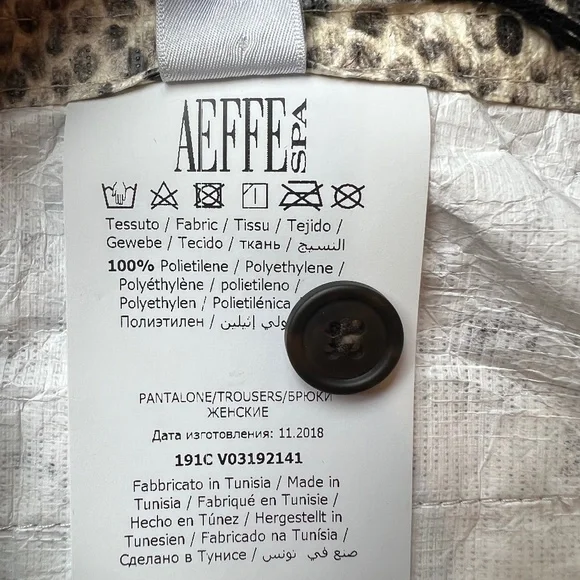 AEFFE SPA
Tessuto / Fabric / Tissu / Tejido /
Gewebe / Tecido / ткань / النسيج
100% Polietilene / Polyethylene /
Polyéthylène / polietileno /
Polyethylen / Polietilénica
Полиэтилен / ولي إثيلين
PANTALONE/TROUSERS/БРЮКИ
ЖЕНСКИЕ
Дата изготовления: 11.2018
191C V03192141
Fabbricato in Tunisia / Made in
Tunisia / Fabriqué en Tunisie /
Hecho en Túnez / Hergestellt in
Tunesien / Fabricado na Tunísia /
Сделано в Тунисе / صنع في تونس